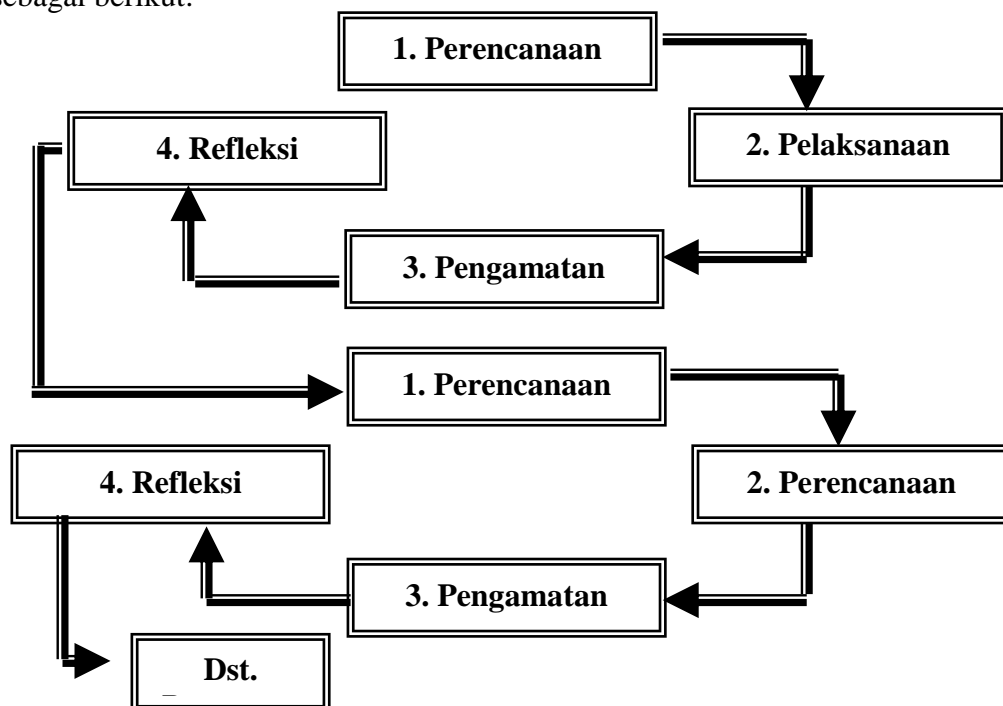 sebagai berikut:
1. Perencanaan
2. Pelaksanaan
3. Pengamatan
4. Refleksi
1. Perencanaan
2. Perencanaan
3. Pengamatan
4. Refleksi
Dst.